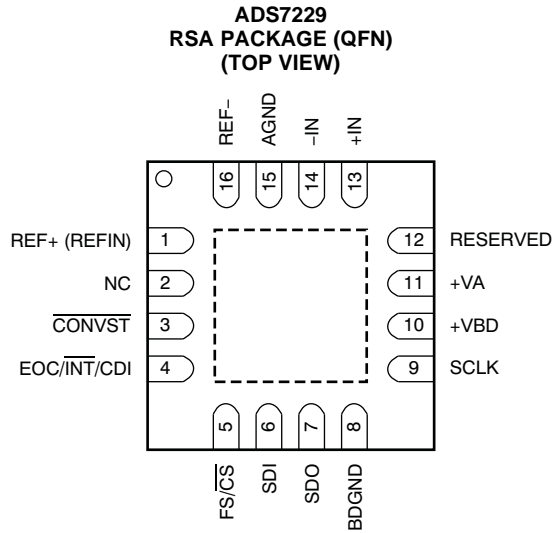 ADS7229
RSA PACKAGE (QFN)
(TOP VIEW)
REF–
AGND
–IN
+IN
16
15
14
13
REF+ (REFIN) 1
12 RESERVED
NC 2
11 +VA
CONVST 3
10 +VBD
EOC/INT/CDI 4
9 SCLK
5
6
7
8
FS/CS
SDI
SDO
BDGND